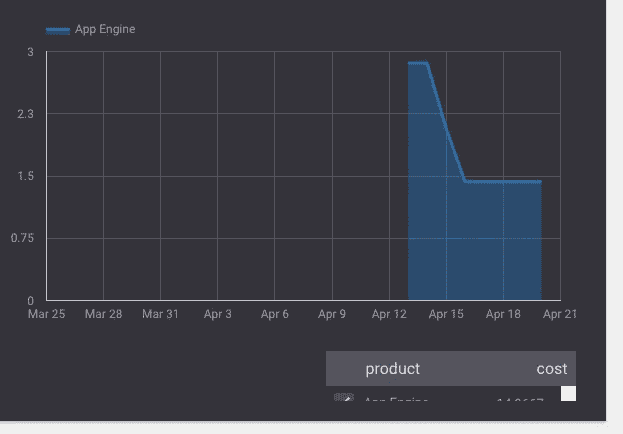 App Engine
3
2.3
1.5
0.75
0
Mar 25 Mar 28 Mar 31 Apr 3 Apr 6 Apr 9 Apr 12 Apr 15 Apr 18 Apr 21
product cost
App Engine